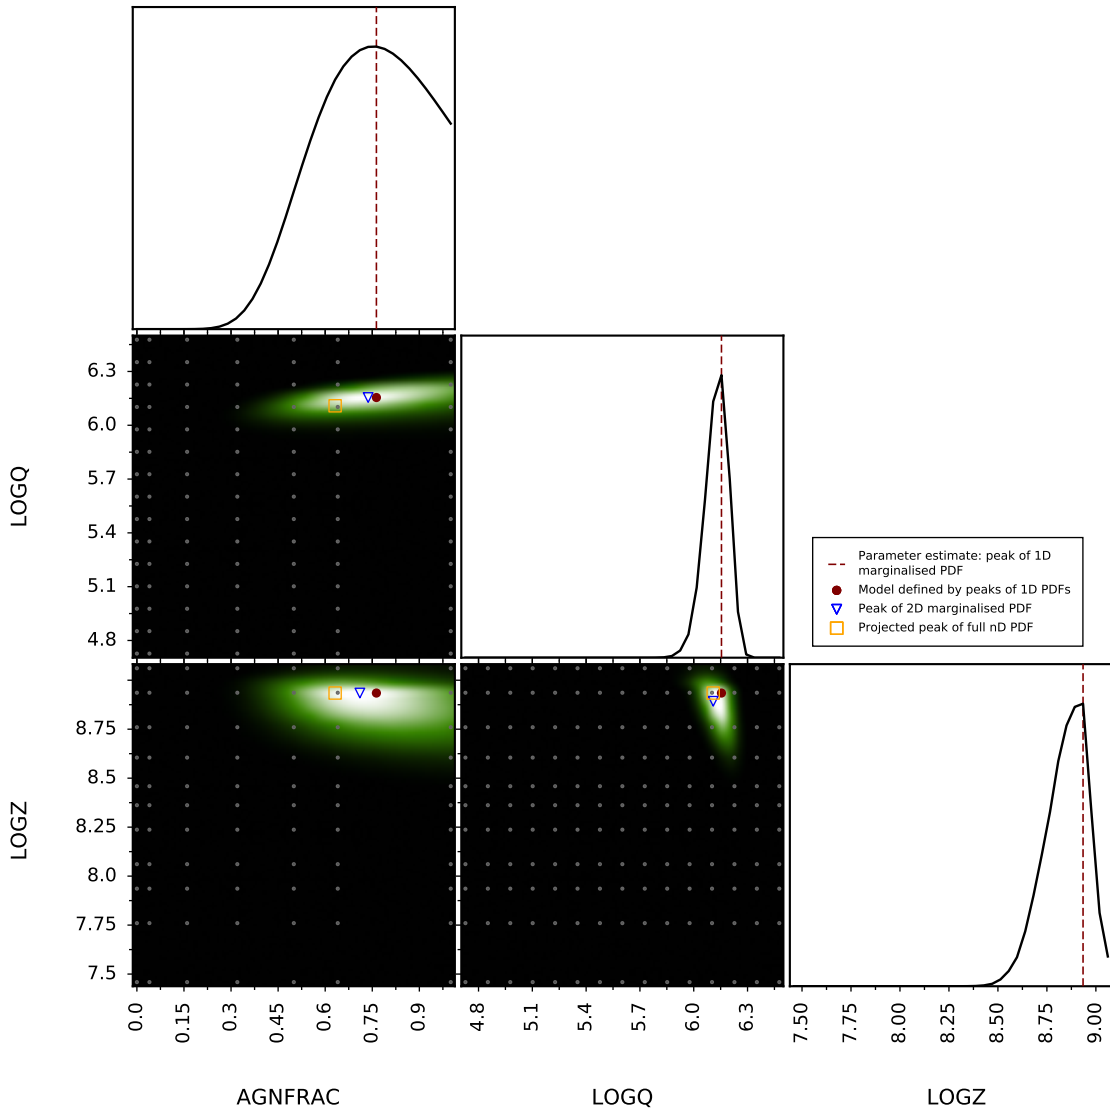 6.3
6.0
5.7
5.4
5.1
4.8
LOGQ
Parameter estimate: peak of 1D
marginalised PDF
Model defined by peaks of 1D PDFs
Peak of 2D marginalised PDF
Projected peak of full nD PDF
8.75
8.5
8.25
8.0
7.75
7.5
LOGZ
0.0 0.15 0.3 0.45 0.6 0.75 0.9
4.8 5.1 5.4 5.7 6.0 6.3
7.50 7.75 8.00 8.25 8.50 8.75 9.00
AGNFRAC LOGQ LOGZ